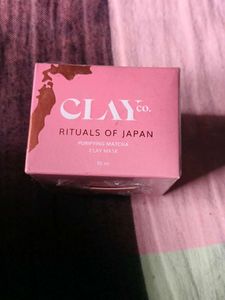 CLAY
co.
RITUALS OF JAPAN
PURIFYING MATCHA
CLAY MASK